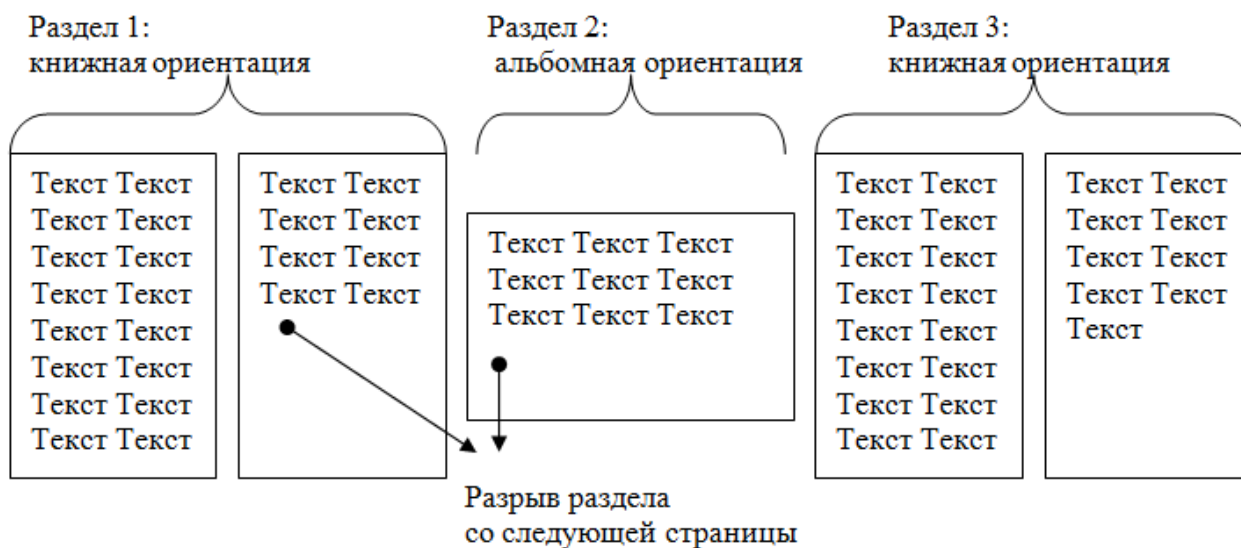 Раздел 1:
книжная ориентация
Раздел 2:
альбомная ориентация
Раздел 3:
книжная ориентация
Текст Текст
Текст Текст
Текст Текст
Текст Текст
Текст Текст
Текст Текст
Текст Текст
Текст Текст
Текст Текст
Текст Текст
Текст Текст
Текст Текст
Текст Текст Текст
Текст Текст Текст
Текст Текст Текст
Текст Текст
Текст Текст
Текст Текст
Текст Текст
Текст Текст
Текст Текст
Текст Текст
Текст Текст
Текст Текст
Текст Текст
Текст Текст
Текст Текст
Текст
Разрыв раздела
со следующей страницы